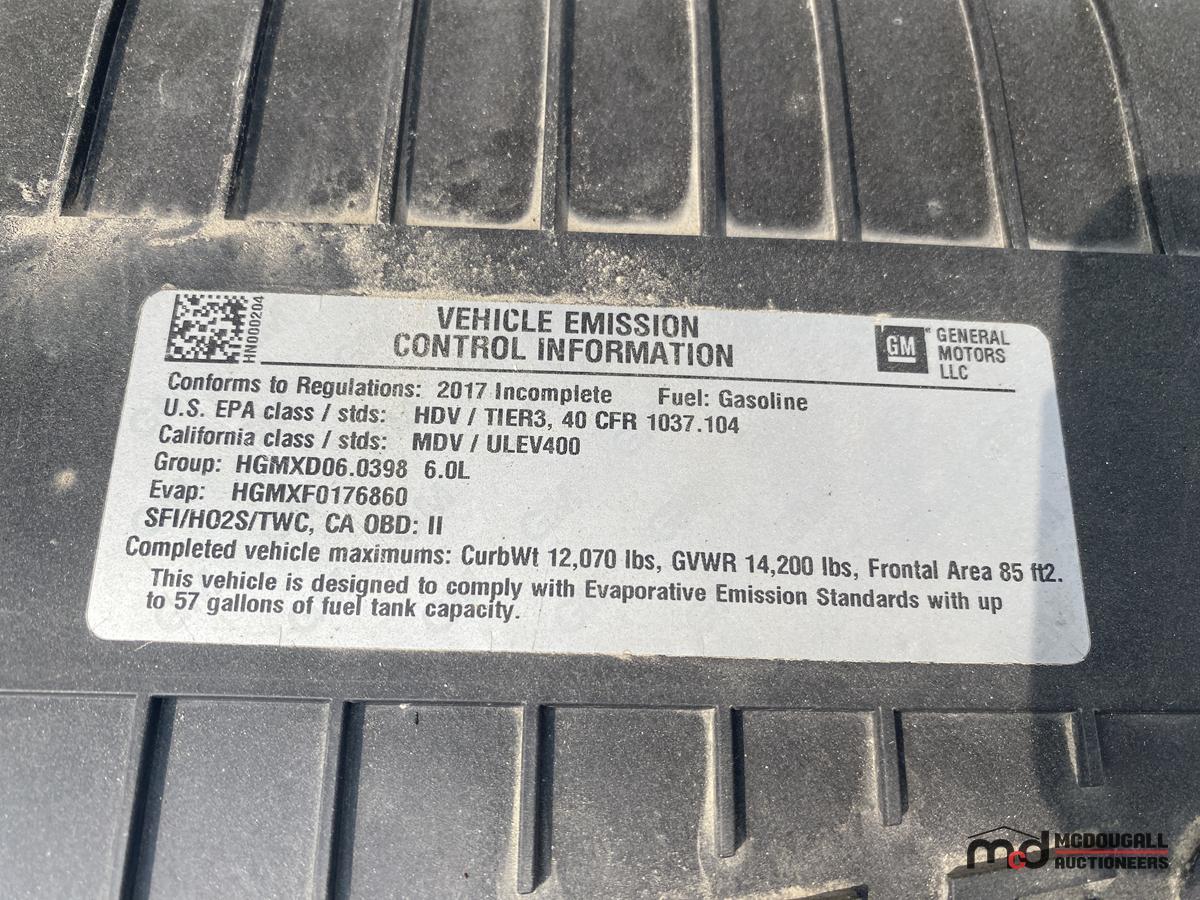 HN000204
VEHICLE EMISSION
CONTROL INFORMATION
GM
GENERAL
MOTORS
LLC
Conforms to Regulations: 2017 Incomplete Fuel: Gasoline
U.S. EPA class / stds: HDV / TIER3, 40 CFR 1037.104
California class / stds: MDV / ULEV400
Group: HGMXD06.0398 6.0L
Evap: HGMXF0176860
SFI/HO2S/TWC, CA OBD: II
Completed vehicle maximums: CurbWt 12,070 lbs, GVWR 14,200 lbs, Frontal Area 85 ft2.
This vehicle is designed to comply with Evaporative Emission Standards with up
to 57 gallons of fuel tank capacity.
mcd MCDOUGALL
AUCTIONEERS